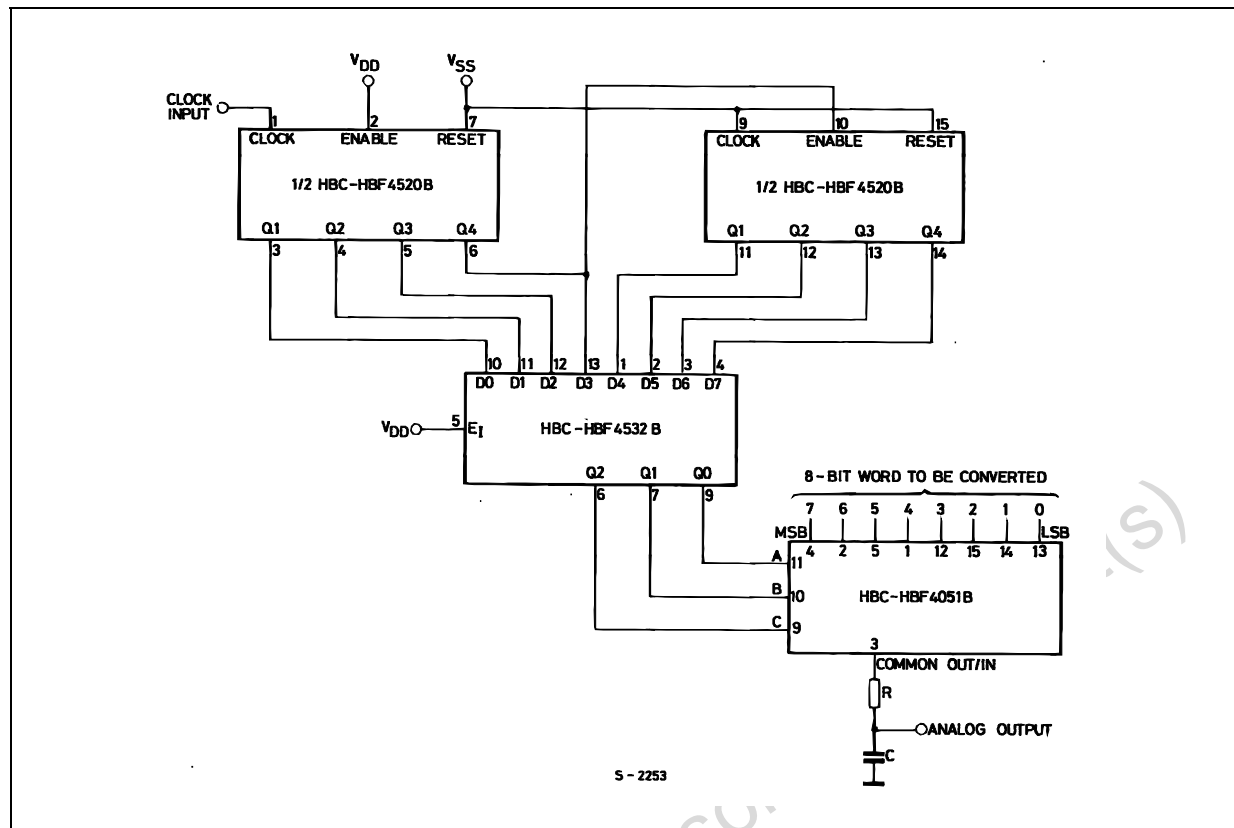 VDD VSS
CLOCK INPUT
1 2 7 9 10 15
CLOCK ENABLE RESET CLOCK ENABLE RESET
1/2 HBC-HBF4520B 1/2 HBC-HBF4520B
Q1 Q2 Q3 Q4 Q1 Q2 Q3 Q4
3 4 5 6 11 12 13 14
10 11 12 13 1 2 3 4
D0 D1 D2 D3 D4 D5 D6 D7
VDD 5 EI HBC-HBF4532B
Q2 Q1 Q0
6 7 9
8-BIT WORD TO BE CONVERTED
7 6 5 4 3 2 1 0
MSB LSB
4 2 5 1 12 15 14 13
A 11
B 10 HBC-HBF4051B
C 9
3
COMMON OUT/IN
R
ANALOG OUTPUT
C
S-2253
(s)